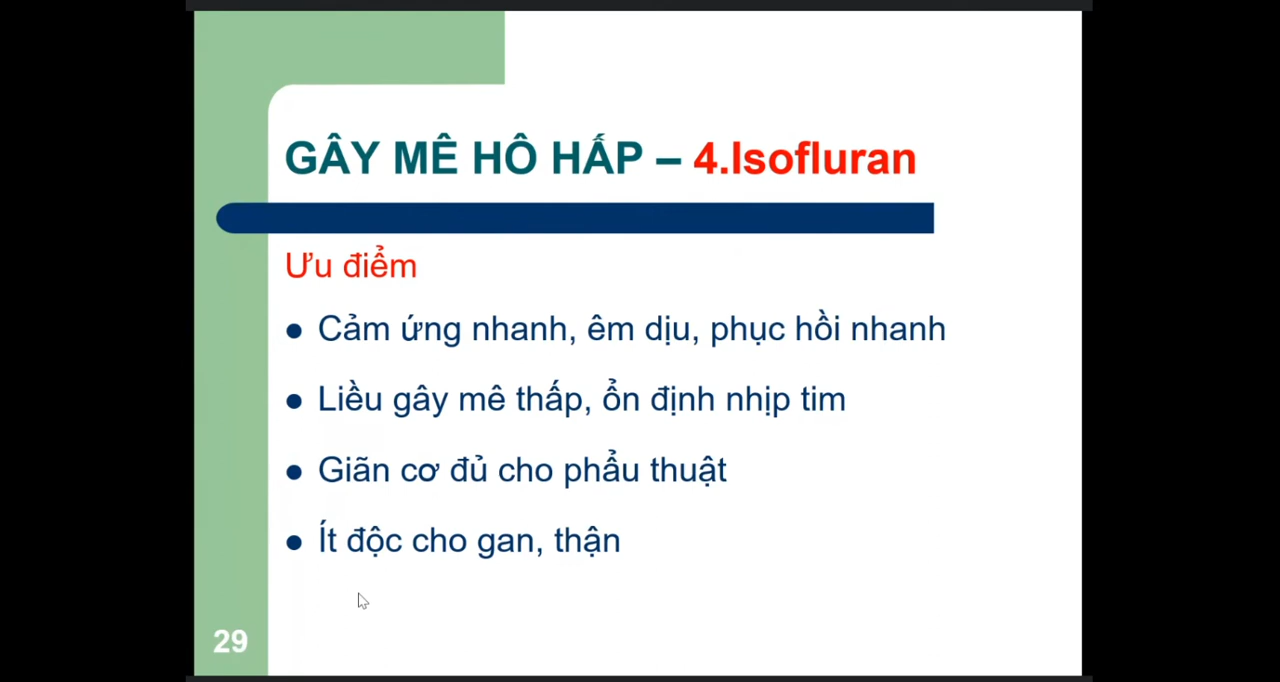 GÂY MÊ HÔ HẤP – 4.Isofluran
Ưu điểm
● Cảm ứng nhanh, êm dịu, phục hồi nhanh
● Liều gây mê thấp, ổn định nhịp tim
● Giãn cơ đủ cho phẩu thuật
● Ít độc cho gan, thận
29